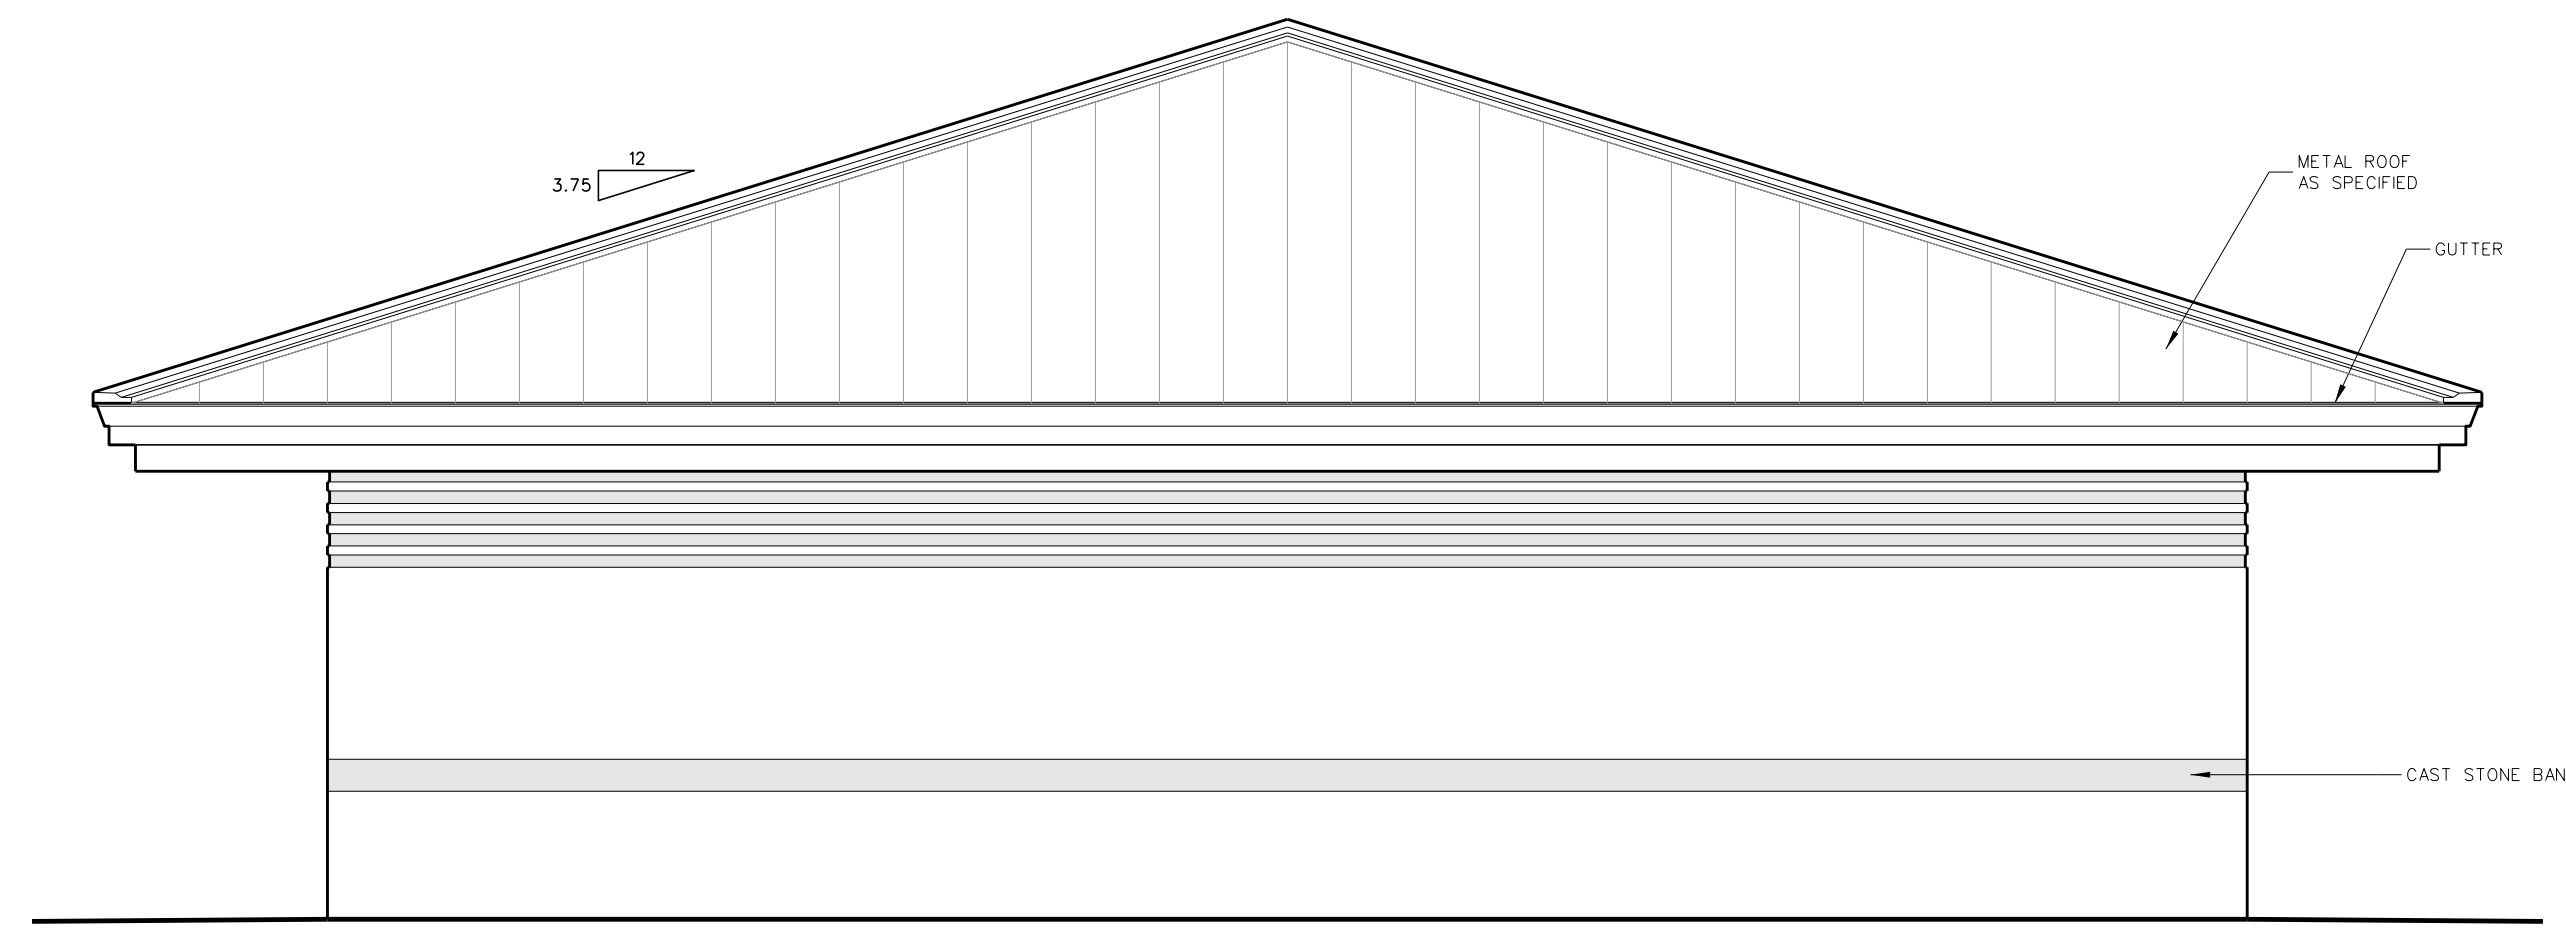 12
3.75
METAL ROOF
AS SPECIFIED
GUTTER
CAST STONE BAN